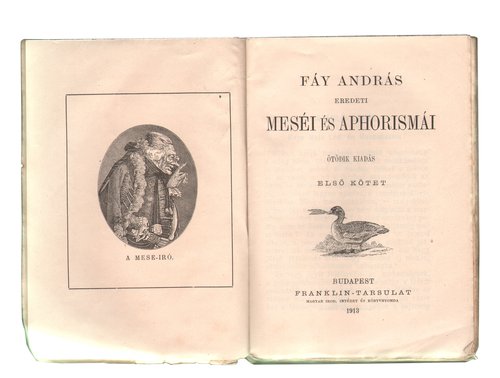 A MESE-IRÓ.
FÁY ANDRÁS
EREDETI
MESÉI ÉS APHORISMÁI
ÖTÖDIK KIADÁS
ELSŐ KÖTET
BUDAPEST
FRANKLIN-TÁRSULAT
MAGYAR IROD. INTÉZET ÉS KÖNYVNYOMDA
1913